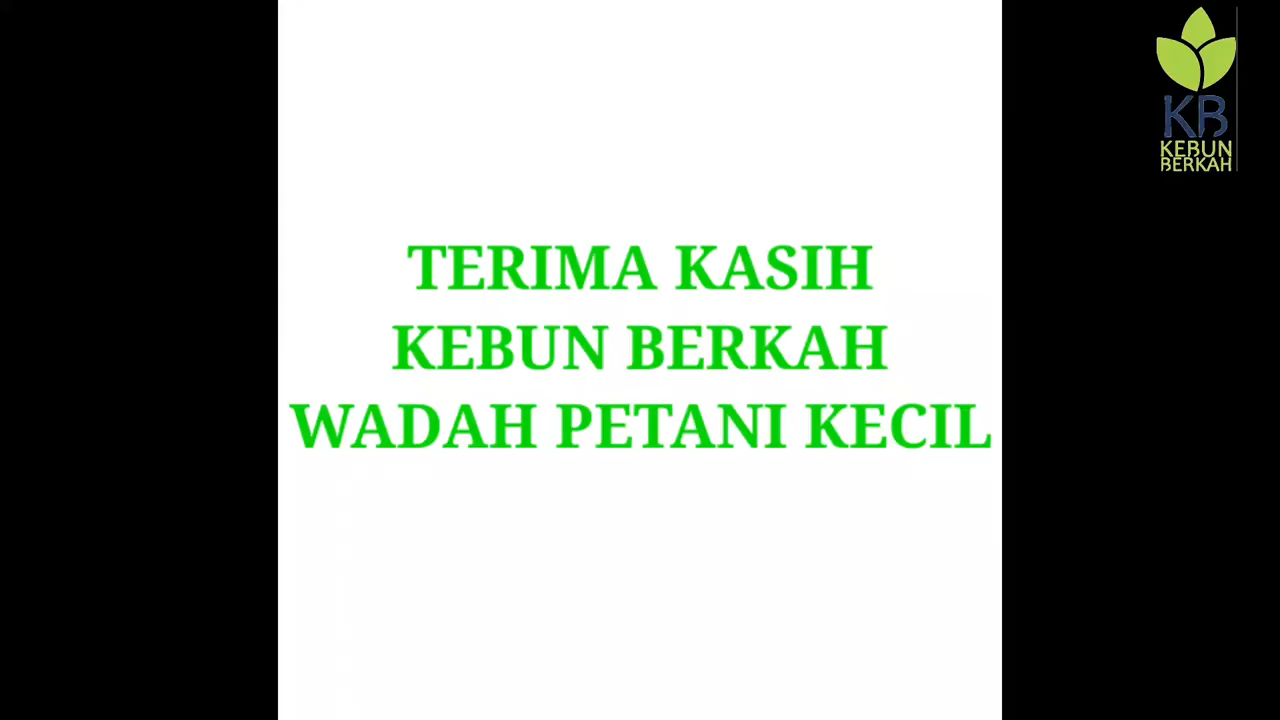 TERIMA KASIH
KEBUN BERKAH
WADAH PETANI KECIL
KB
KEBUN
BERKAH